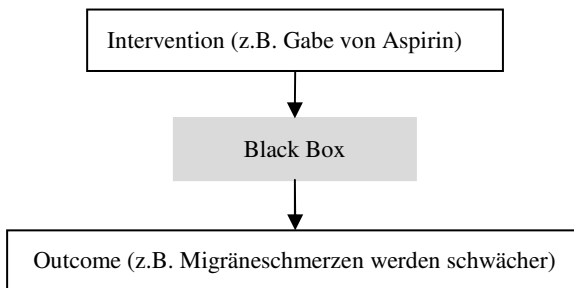 Intervention (z.B. Gabe von Aspirin)
Black Box
Outcome (z.B. Migräneschmerzen werden schwächer)